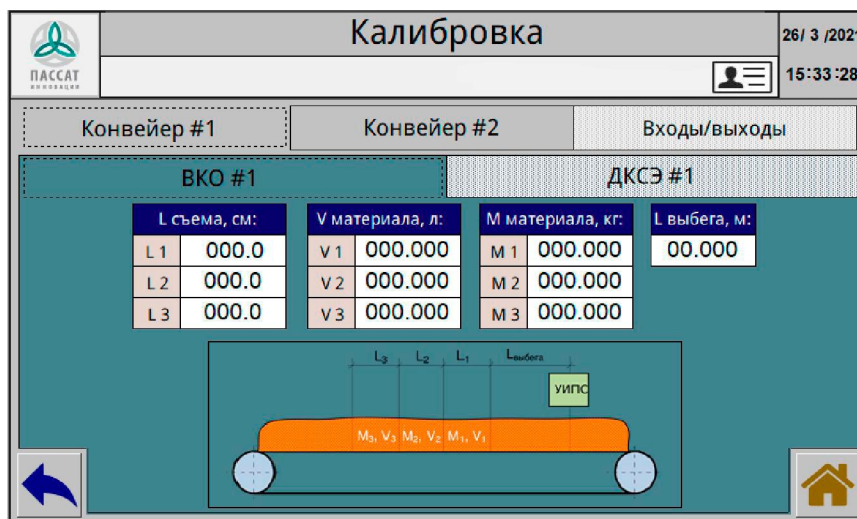 Калибровка
26/ 3 /2021
ПАССАТ
ИННОВАЦИИ
15:33:28
Конвейер #1 Конвейер #2 Входы/выходы
ВКО #1 ДКСЭ #1
L съема, см: V материала, л: M материала, кг: L выбега, м:
L 1 000.0 V 1 000.000 M 1 000.000 00.000
L 2 000.0 V 2 000.000 M 2 000.000
L 3 000.0 V 3 000.000 M 3 000.000
L₃ L₂ L₁ Lвыбега
УИПС
M₃, V₃ M₂, V₂ M₁, V₁